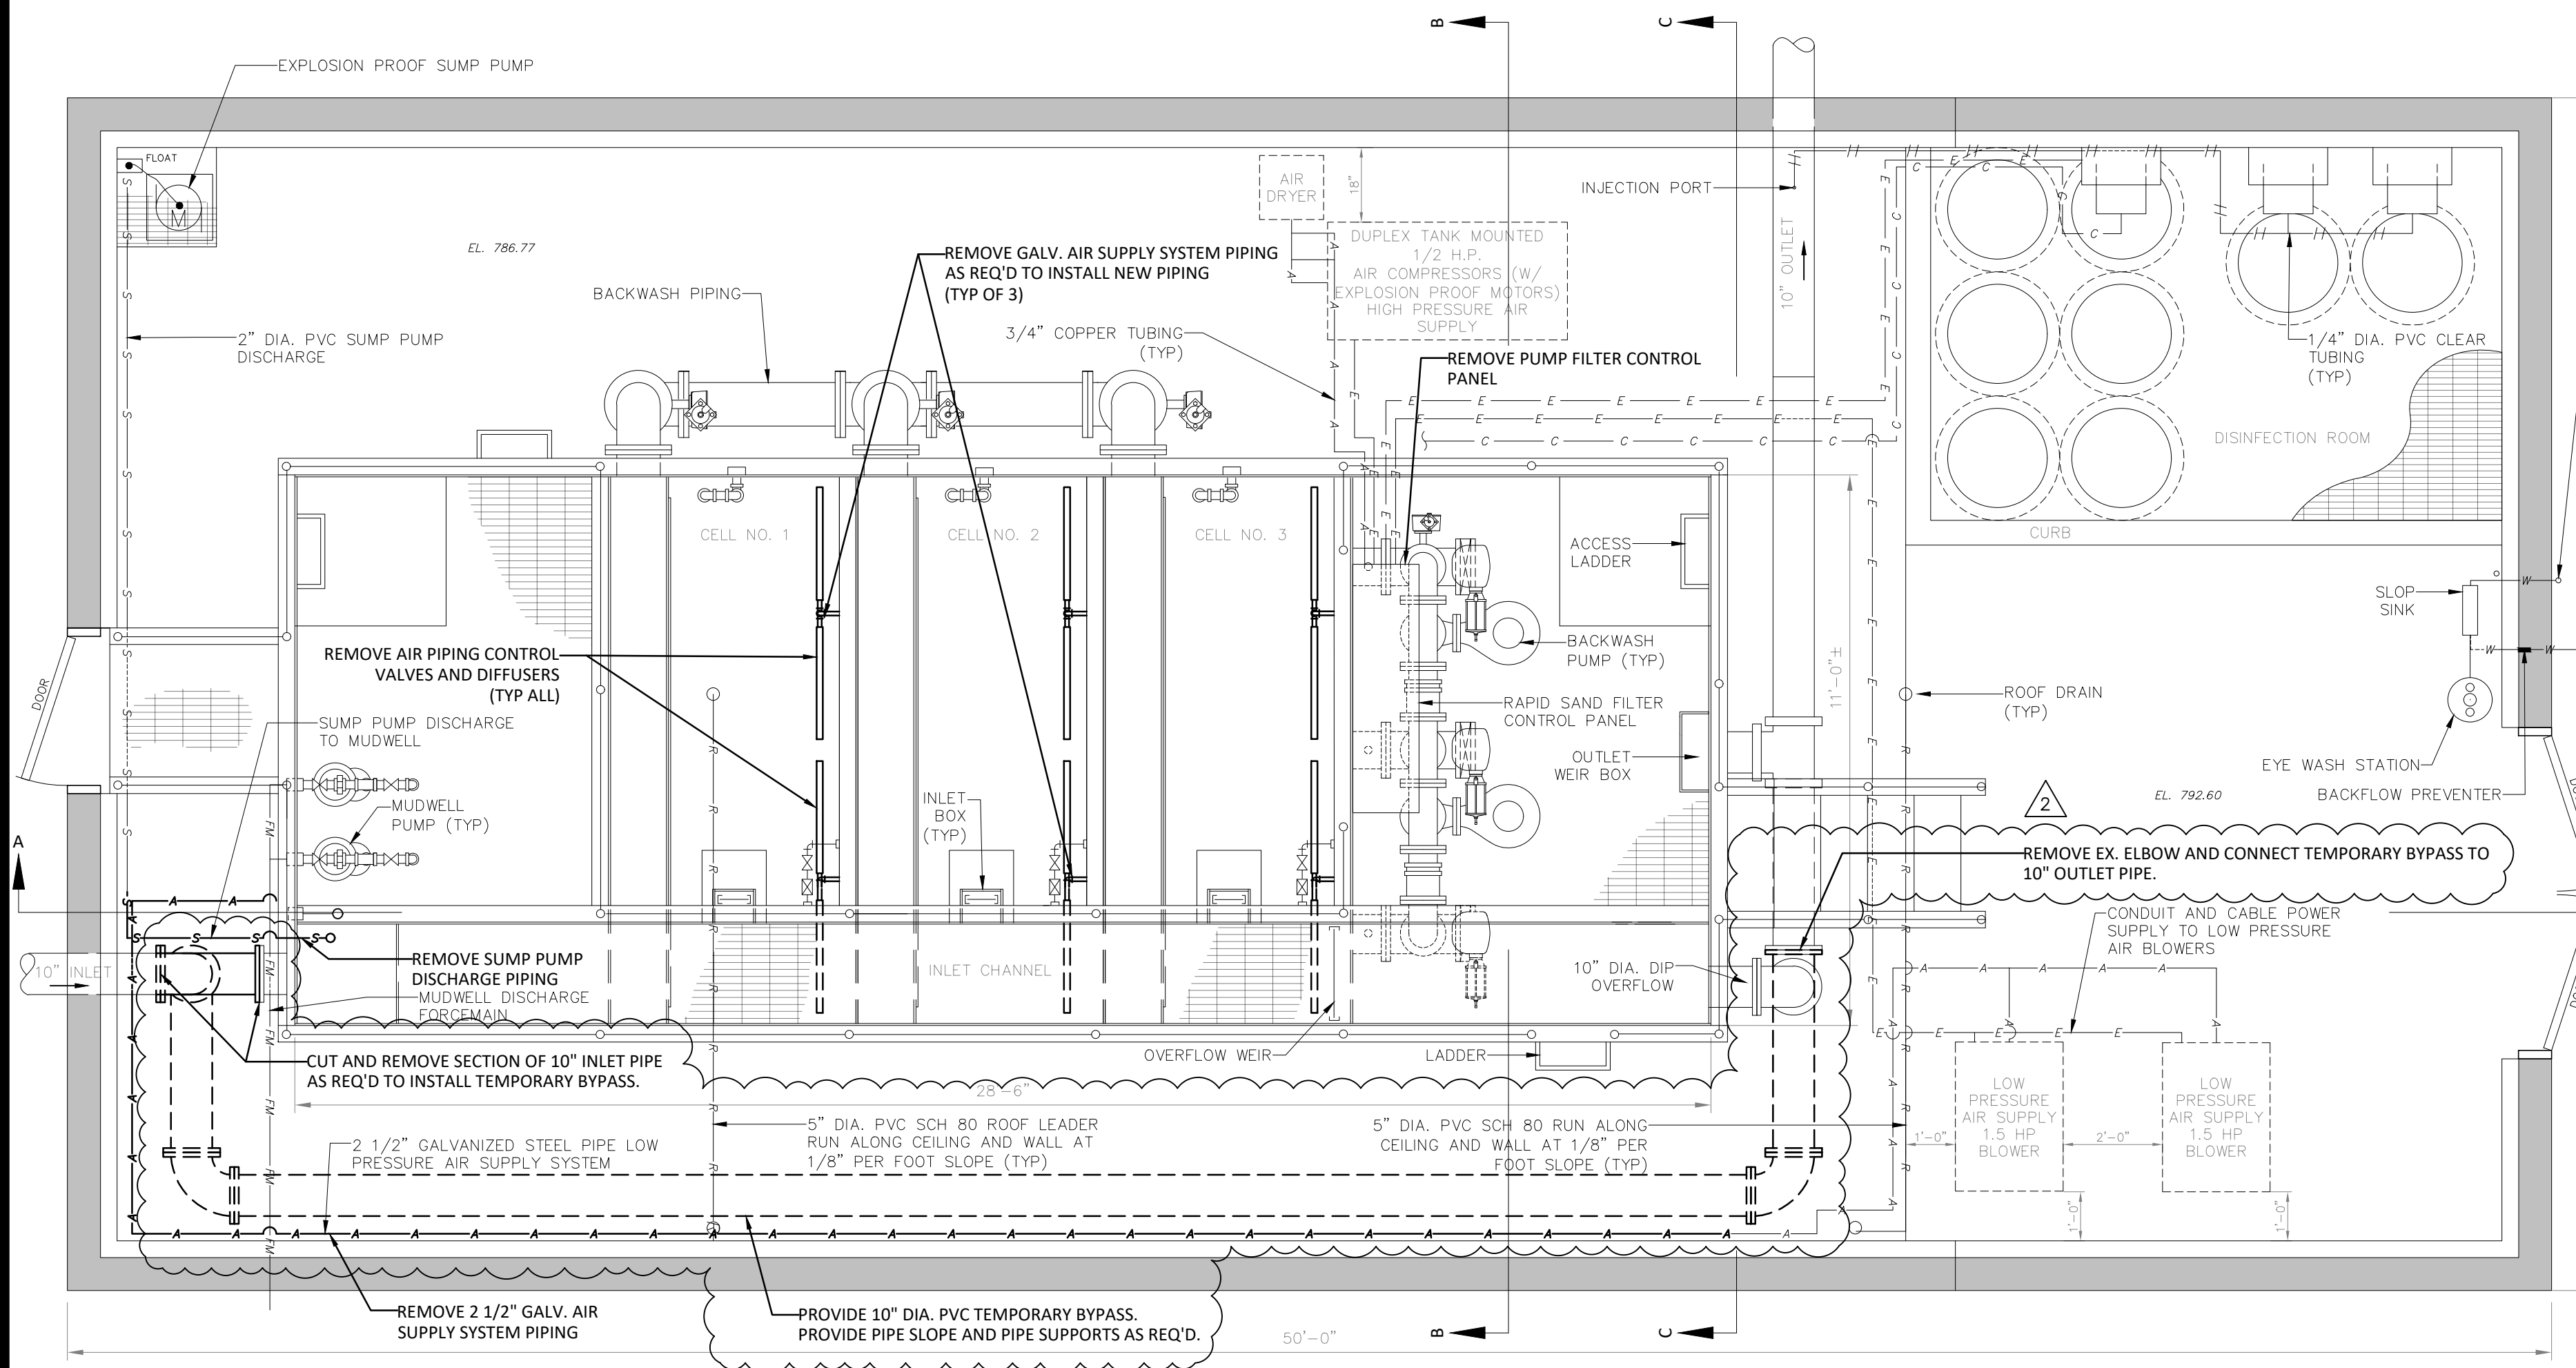 B
C
EXPLOSION PROOF SUMP PUMP
FLOAT
M
EL. 786.77
AIR
DRYER
18"
INJECTION PORT
10" OUTLET
DUPLEX TANK MOUNTED
1/2 H.P.
AIR COMPRESSORS (W/
EXPLOSION PROOF MOTORS)
HIGH PRESSURE AIR
SUPPLY
REMOVE GALV. AIR SUPPLY SYSTEM PIPING
AS REQ'D TO INSTALL NEW PIPING
(TYP OF 3)
BACKWASH PIPING
2" DIA. PVC SUMP PUMP
DISCHARGE
3/4" COPPER TUBING
(TYP)
REMOVE PUMP FILTER CONTROL
PANEL
1/4" DIA. PVC CLEAR
TUBING
(TYP)
DISINFECTION ROOM
CURB
CELL NO. 1
CELL NO. 2
CELL NO. 3
ACCESS
LADDER
SLOP
SINK
BACKWASH
PUMP (TYP)
11'-0"±
REMOVE AIR PIPING CONTROL
VALVES AND DIFFUSERS
(TYP ALL)
DOOR
SUMP PUMP DISCHARGE
TO MUDWELL
RAPID SAND FILTER
CONTROL PANEL
ROOF DRAIN
(TYP)
OUTLET
WEIR BOX
EYE WASH STATION
BACKFLOW PREVENTER
EL. 792.60
2
MUDWELL
PUMP (TYP)
INLET
BOX
(TYP)
A
REMOVE EX. ELBOW AND CONNECT TEMPORARY BYPASS TO
10" OUTLET PIPE.
CONDUIT AND CABLE POWER
SUPPLY TO LOW PRESSURE
AIR BLOWERS
10" INLET
REMOVE SUMP PUMP
DISCHARGE PIPING
MUDWELL DISCHARGE
FORCEMAIN
INLET CHANNEL
10" DIA. DIP
OVERFLOW
CUT AND REMOVE SECTION OF 10" INLET PIPE
AS REQ'D TO INSTALL TEMPORARY BYPASS.
OVERFLOW WEIR
LADDER
28'-6"
LOW
PRESSURE
AIR SUPPLY
1.5 HP
BLOWER
LOW
PRESSURE
AIR SUPPLY
1.5 HP
BLOWER
1'-0"
2'-0"
1'-0"
1'-0"
2 1/2" GALVANIZED STEEL PIPE LOW
PRESSURE AIR SUPPLY SYSTEM
5" DIA. PVC SCH 80 ROOF LEADER
RUN ALONG CEILING AND WALL AT
1/8" PER FOOT SLOPE (TYP)
5" DIA. PVC SCH 80 RUN ALONG
CEILING AND WALL AT 1/8" PER
FOOT SLOPE (TYP)
REMOVE 2 1/2" GALV. AIR
SUPPLY SYSTEM PIPING
PROVIDE 10" DIA. PVC TEMPORARY BYPASS.
PROVIDE PIPE SLOPE AND PIPE SUPPORTS AS REQ'D.
50'-0"
B
C